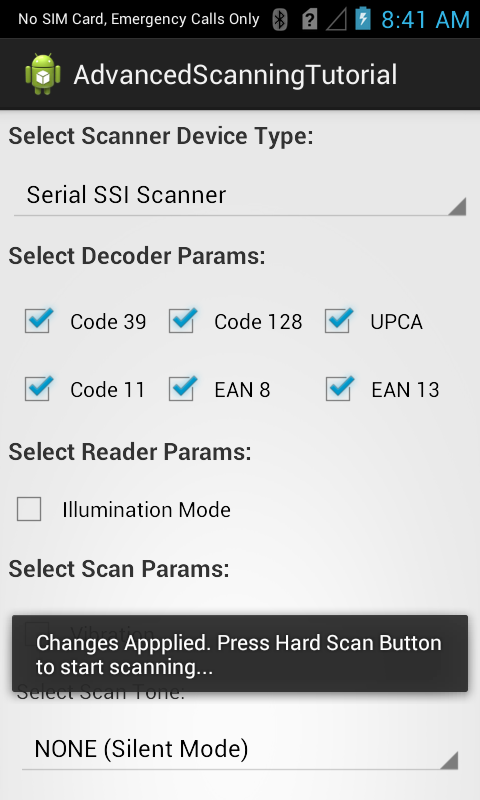 No SIM Card, Emergency Calls Only 8:41 AM
AdvancedScanningTutorial
Select Scanner Device Type:
Serial SSI Scanner
Select Decoder Params:
Code 39 Code 128 UPCA
Code 11 EAN 8 EAN 13
Select Reader Params:
Illumination Mode
Select Scan Params:
Vibration
Changes Appplied. Press Hard Scan Button
to start scanning...
Select Scan Tone:
NONE (Silent Mode)